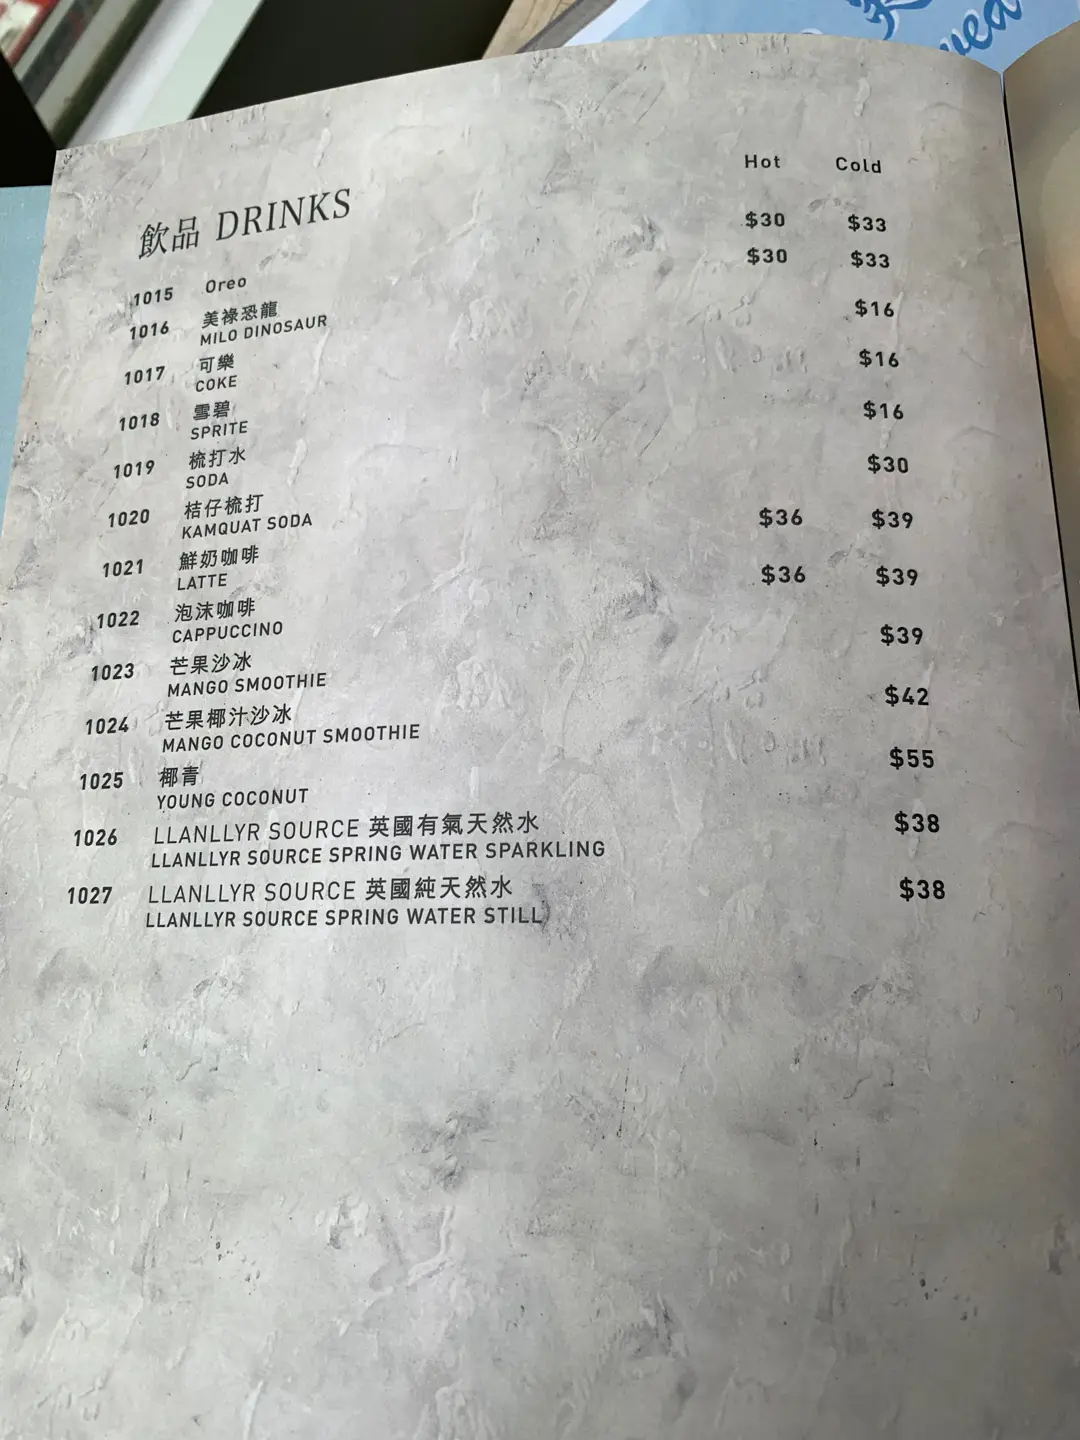 Hot Cold
飲品 DRINKS
1015 Oreo $30 $33
1016 美祿恐龍 $30 $33
MILO DINOSAUR
1017 可樂 $16
COKE
1018 雪碧 $16
SPRITE
1019 梳打水 $16
SODA
1020 桔仔梳打 $30
KAMQUAT SODA
1021 鮮奶咖啡 $36 $39
LATTE
1022 泡沫咖啡 $36 $39
CAPPUCCINO
1023 芒果沙冰 $39
MANGO SMOOTHIE
1024 芒果椰汁沙冰 $42
MANGO COCONUT SMOOTHIE
1025 椰青 $55
YOUNG COCONUT
1026 LLANLLYR SOURCE 英國有氣天然水 $38
LLANLLYR SOURCE SPRING WATER SPARKLING
1027 LLANLLYR SOURCE 英國純天然水 $38
LLANLLYR SOURCE SPRING WATER STILL